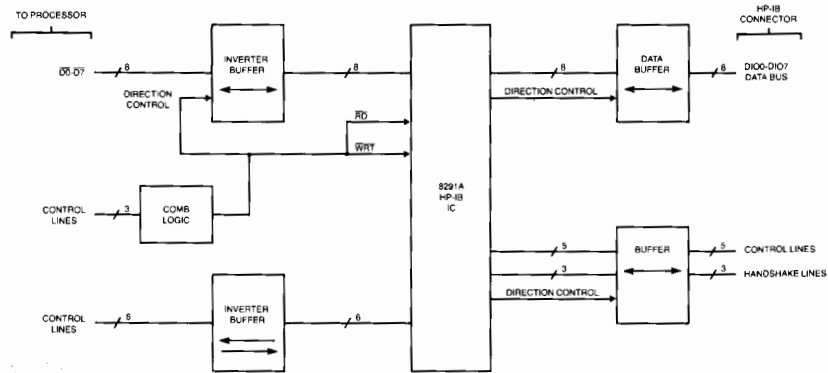 TO PROCESSOR
HP-IB
CONNECTOR
D0-D7
8
INVERTER
BUFFER
8
8
DATA
BUFFER
8
DIO0-DIO7
DATA BUS
DIRECTION
CONTROL
DIRECTION CONTROL
RD
WRT
8291A
HP-IB
IC
CONTROL
LINES
3
COMB
LOGIC
5
BUFFER
5
CONTROL LINES
3
3
HANDSHAKE LINES
DIRECTION CONTROL
CONTROL
LINES
6
INVERTER
BUFFER
6